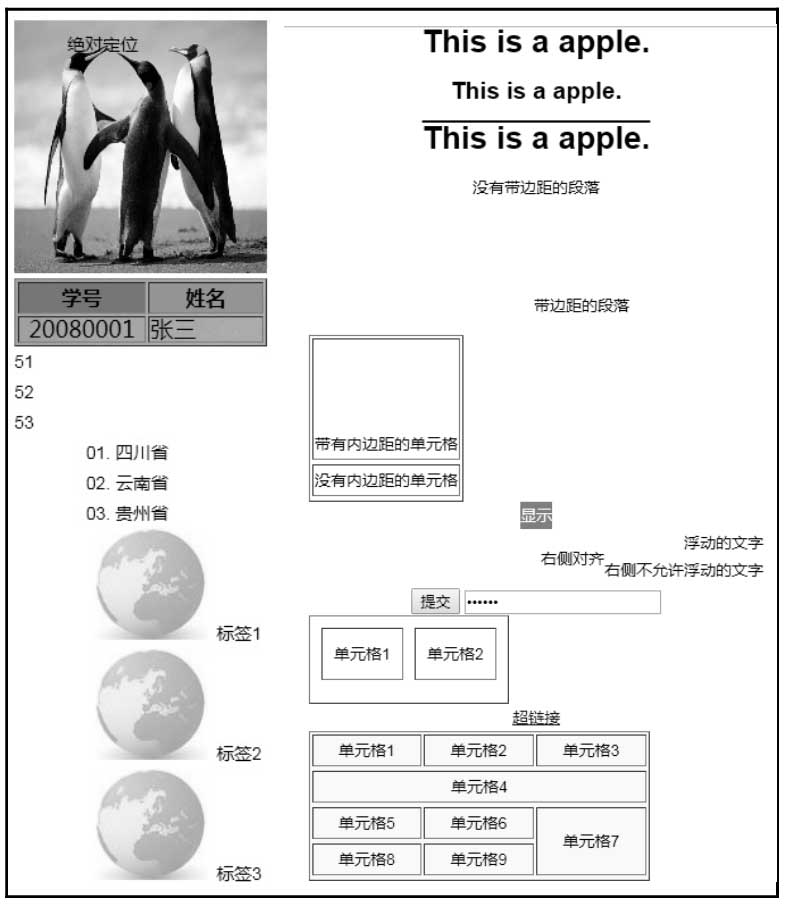 绝对定位
学号 姓名
20080001 张三
51
52
53
01. 四川省
02. 云南省
03. 贵州省
标签1
标签2
标签3
This is a apple.
This is a apple.
This is a apple.
没有带边距的段落
带边距的段落
带有内边距的单元格
没有内边距的单元格
显示
浮动的文字
右侧对齐
右侧不允许浮动的文字
提交 ••••••
单元格1 单元格2
超链接
单元格1 单元格2 单元格3
单元格4
单元格5 单元格6 单元格7
单元格8 单元格9